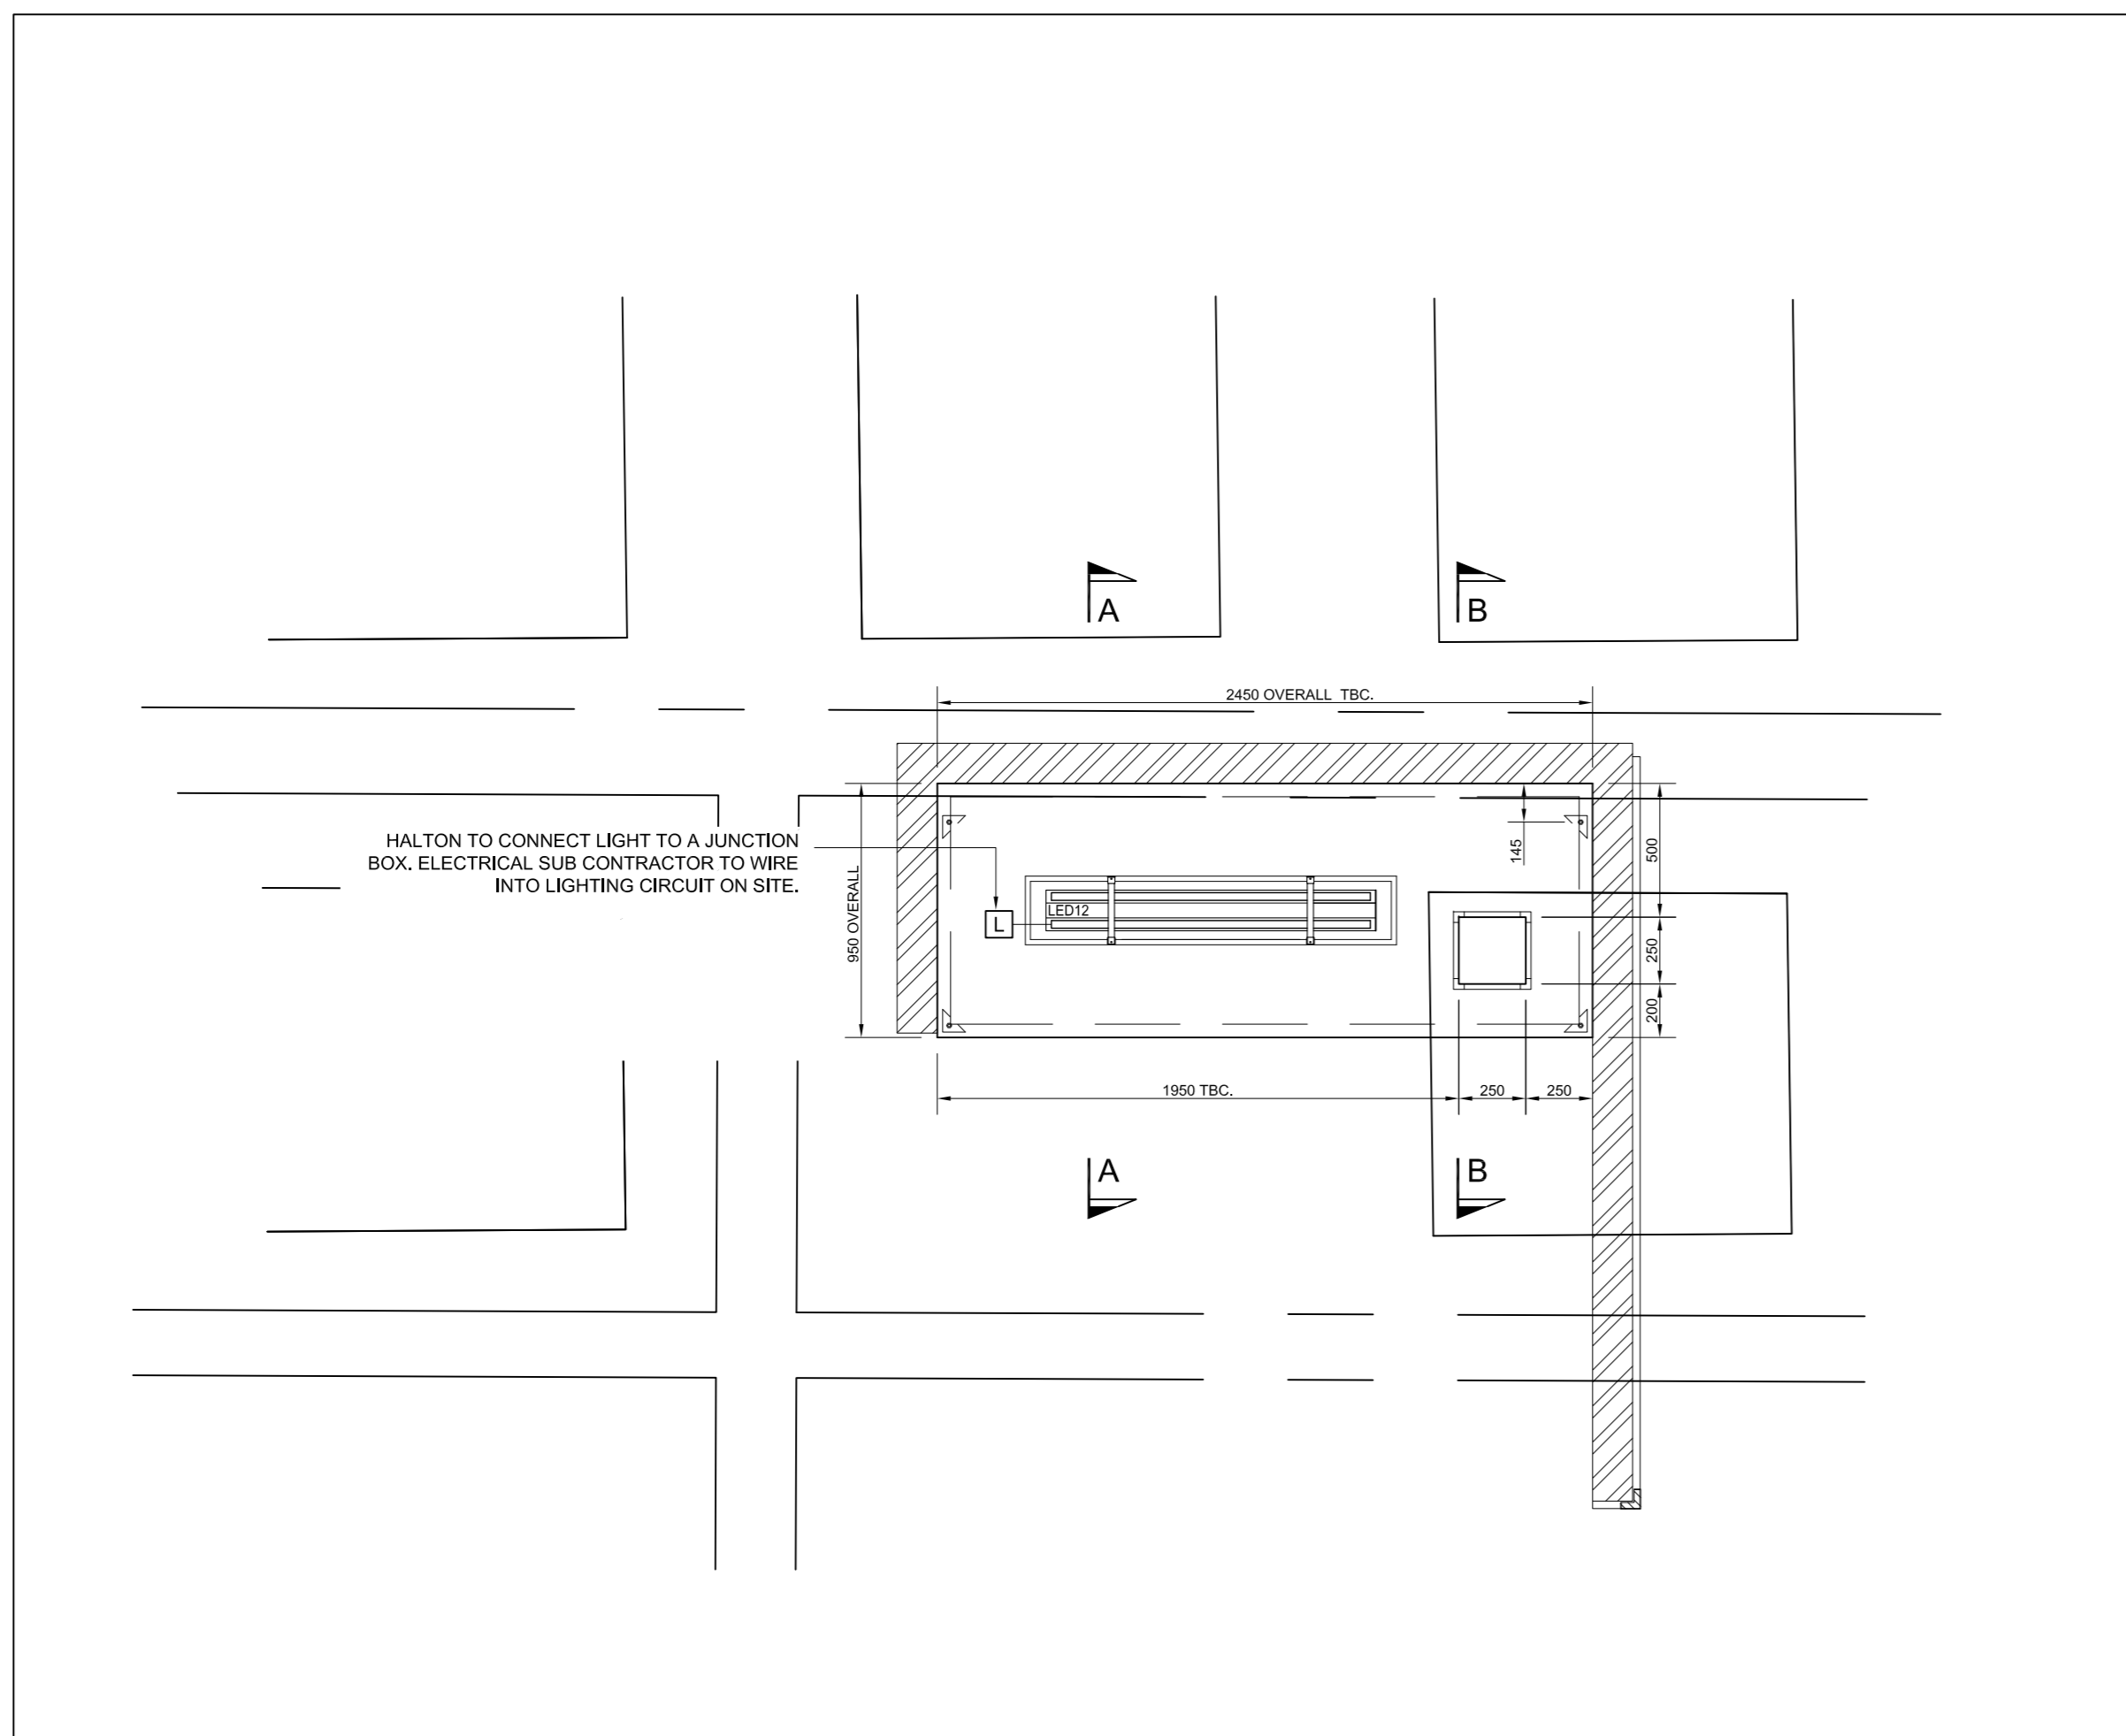 A
B
2450 OVERALL  TBC.
HALTON TO CONNECT LIGHT TO A JUNCTION
BOX. ELECTRICAL SUB CONTRACTOR TO WIRE
INTO LIGHTING CIRCUIT ON SITE.
950 OVERALL
L
LED12
145
500
250
200
1950 TBC.
250
250
A
B